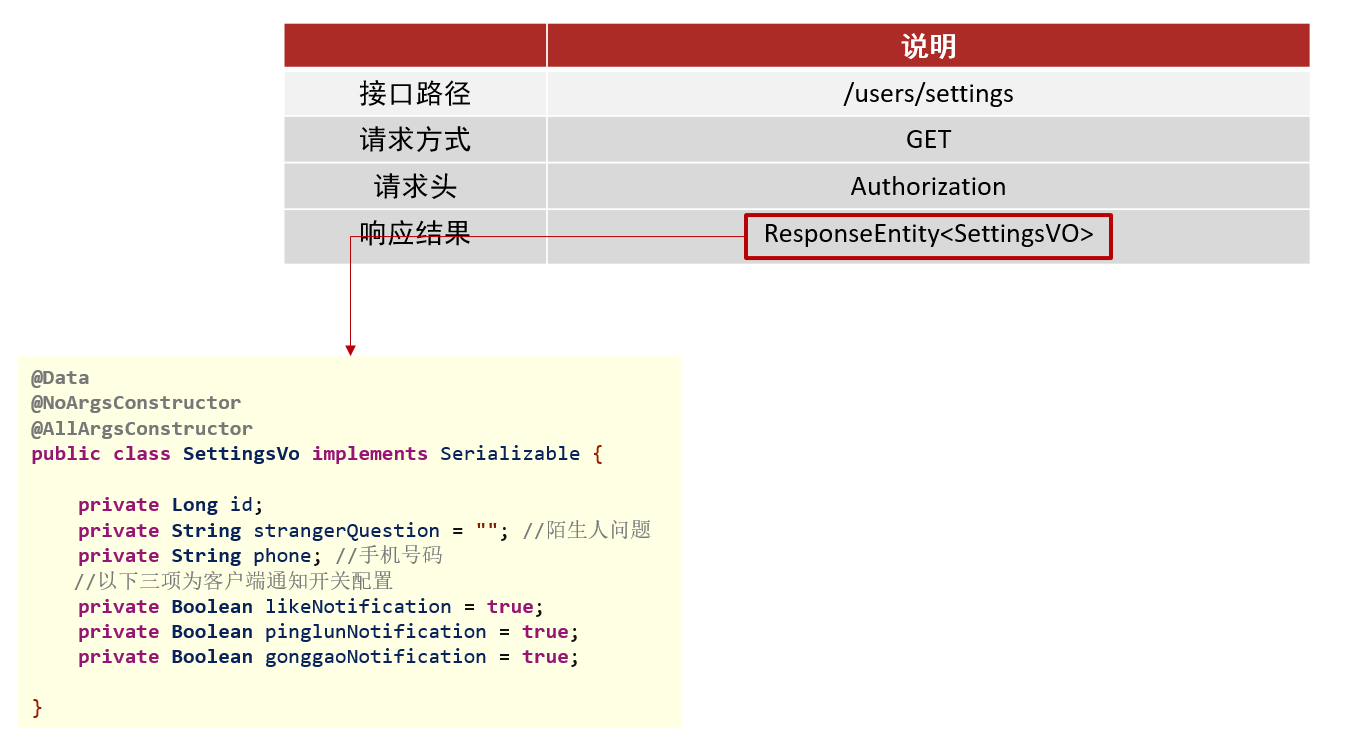 说明
接口路径 /users/settings
请求方式 GET
请求头 Authorization
响应结果 ResponseEntity<SettingsVO>
@Data
@NoArgsConstructor
@AllArgsConstructor
public class SettingsVo implements Serializable {
private Long id;
private String strangerQuestion = ""; //陌生人问题
private String phone; //手机号码
//以下三项为客户端通知开关配置
private Boolean likeNotification = true;
private Boolean pinglunNotification = true;
private Boolean gonggaoNotification = true;
}